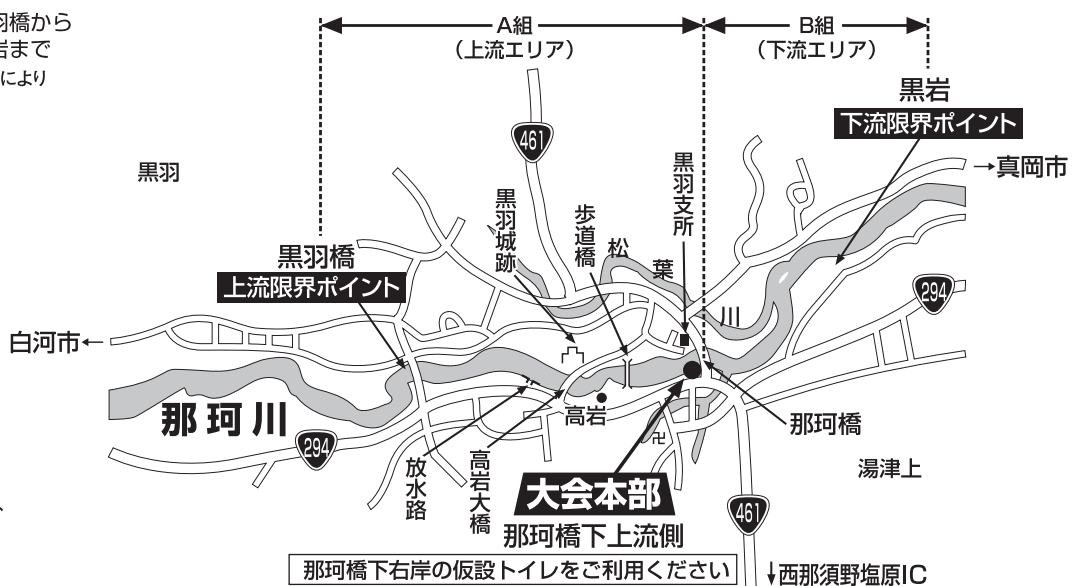 羽橋から
岩まで
により
A組
(上流エリア)
B組
(下流エリア)
黒岩
下流限界ポイント
→真岡市
461
黒羽
黒羽支所
黒羽城跡
歩道橋
松葉川
黒羽橋
上流限界ポイント
294
白河市←
那珂川
高岩
那珂橋
294
放水路
高岩大橋
卍
湯津上
大会本部
那珂橋下上流側
461
那珂橋下右岸の仮設トイレをご利用ください
↓西那須野塩原IC